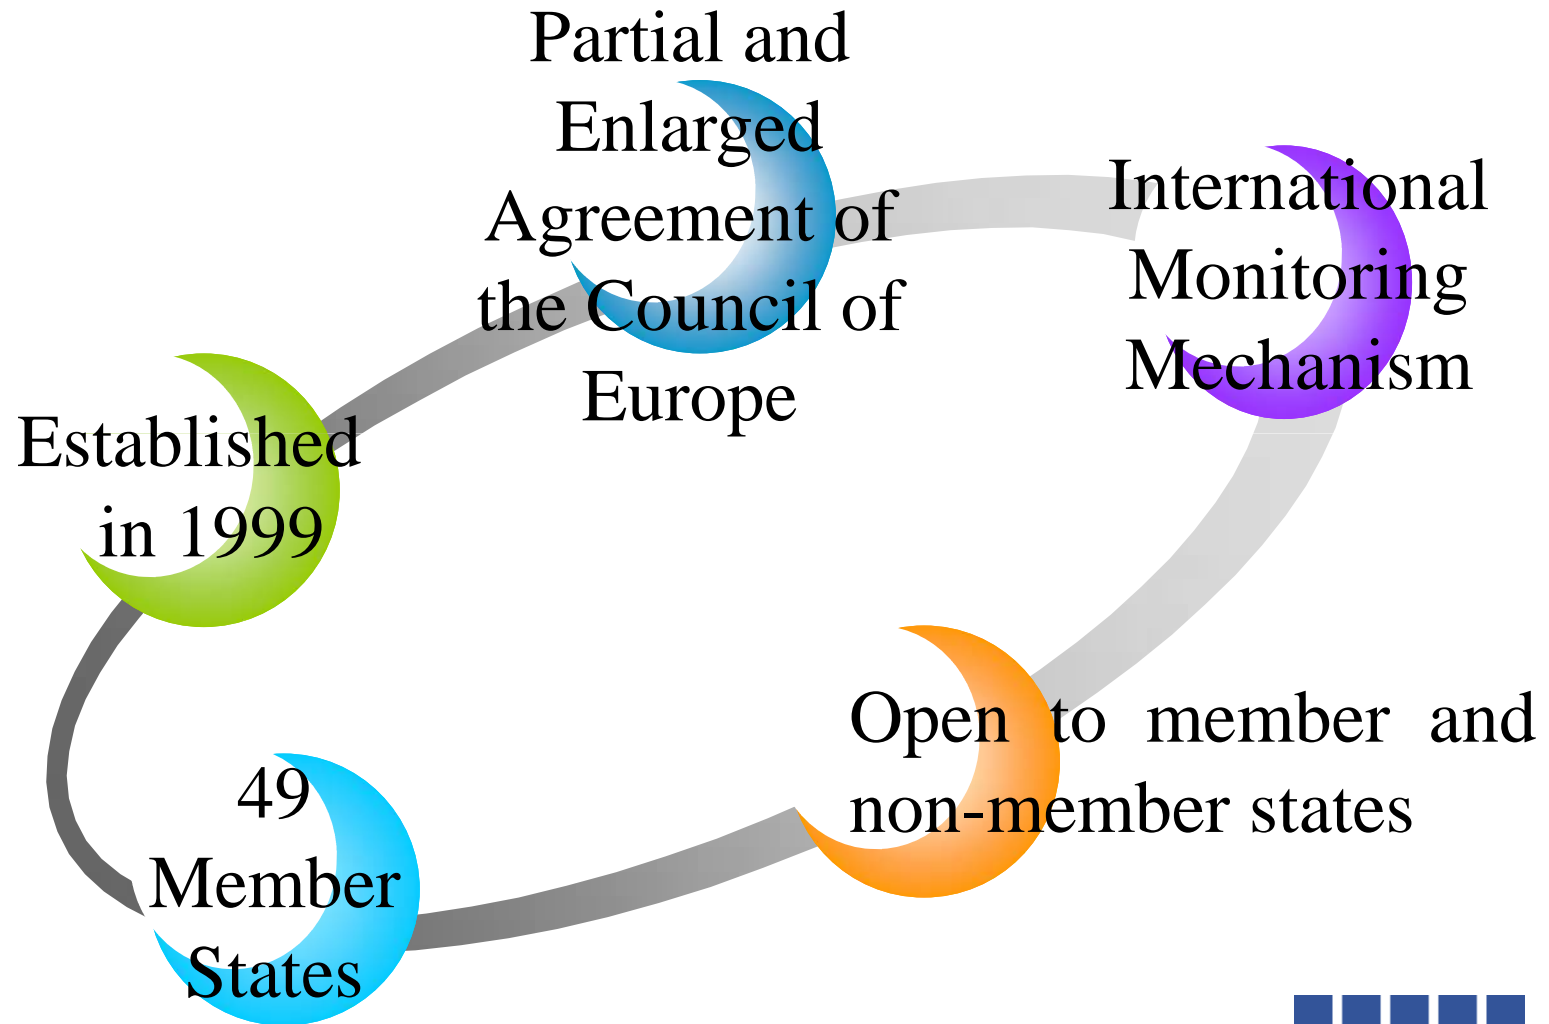 Partial and
Enlarged
Agreement of
the Council of
Europe
International
Monitoring
Mechanism
Established
in 1999
Open to member and
non-member states
49
Member
States